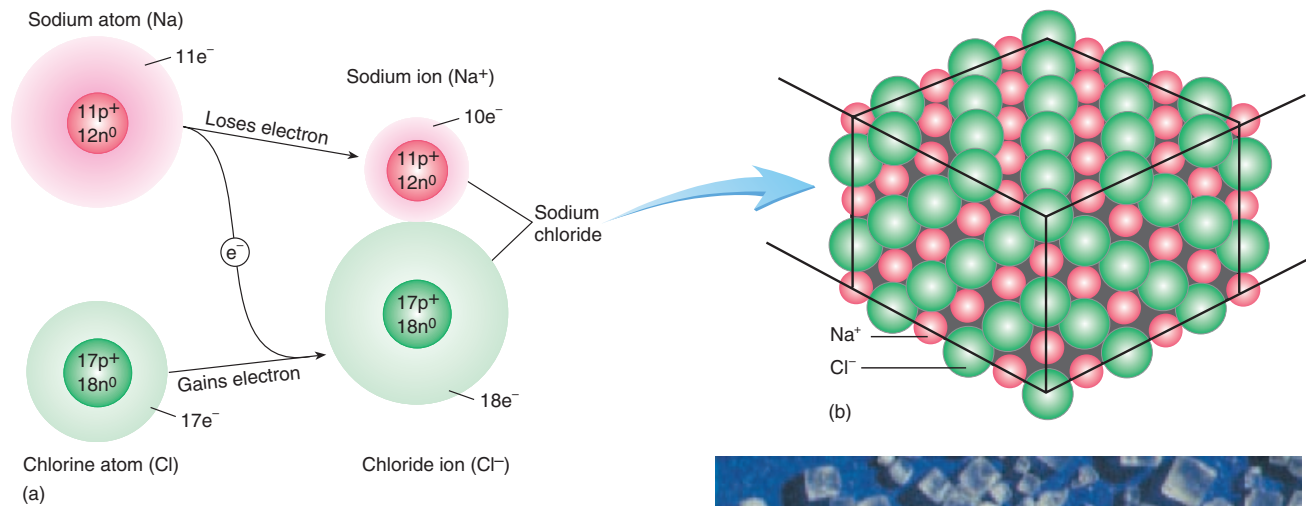 Sodium atom (Na)
11e⁻
11p⁺
12n⁰
Loses electron
Sodium ion (Na⁺)
10e⁻
11p⁺
12n⁰
Sodium
chloride
e⁻
17p⁺
18n⁰
17e⁻
Gains electron
17p⁺
18n⁰
18e⁻
Chlorine atom (Cl)
Chloride ion (Cl⁻)
(a)
Na⁺
Cl⁻
(b)